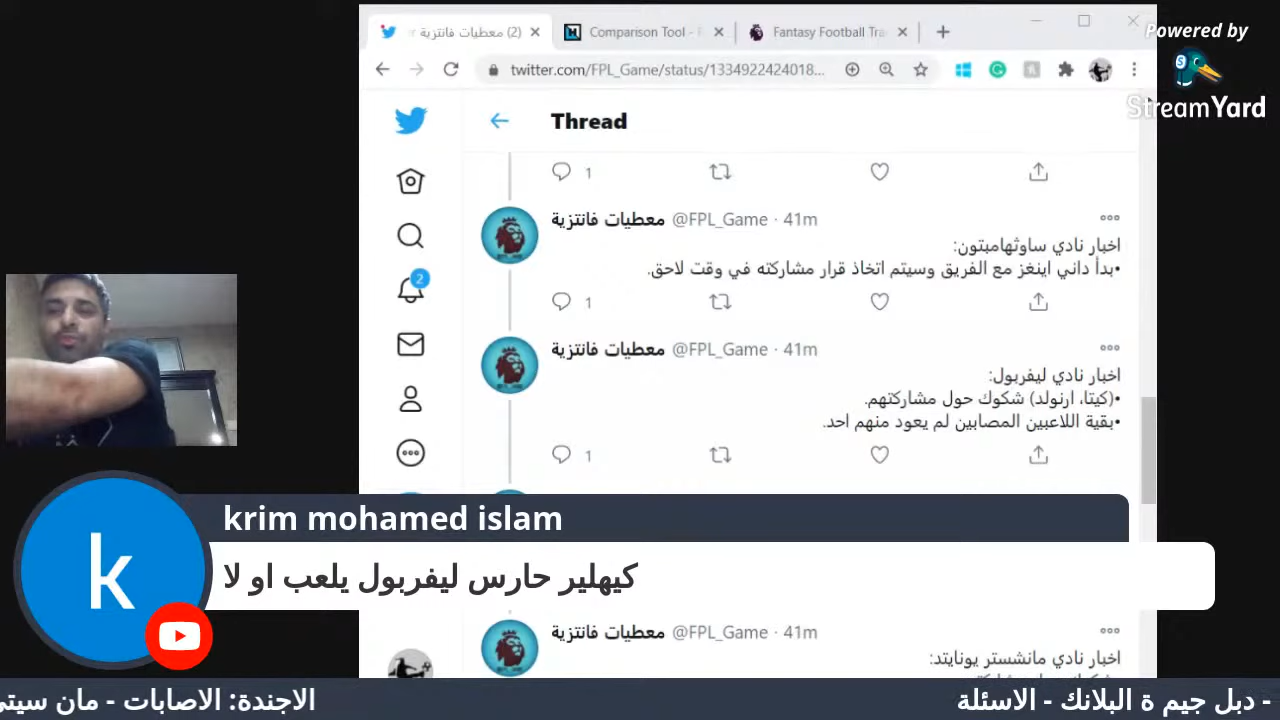 (2) معطيات فانتزية
Comparison Tool -
Fantasy Football Tra
Powered by
StreamYard
twitter.com/FPL_Game/status/1334922424018...
Thread
1
معطيات فانتزية @FPL_Game · 41m
اخبار نادي ساوثهامبتون:
•بدأ داني اينغز مع الفريق وسيتم اتخاذ قرار مشاركته في وقت لاحق.
1
2
معطيات فانتزية @FPL_Game · 41m
اخبار نادي ليفربول:
•(كيتا، ارنولد) شكوك حول مشاركتهم.
•بقية اللاعبين المصابين لم يعود منهم احد.
1
krim mohamed islam
k
كيهلير حارس ليفربول يلعب او لا
معطيات فانتزية @FPL_Game · 41m
اخبار نادي مانشستر يونايتد:
الاجندة: الاصابات - مان سيتي
- دبل جيم ة البلانك - الاسئلة